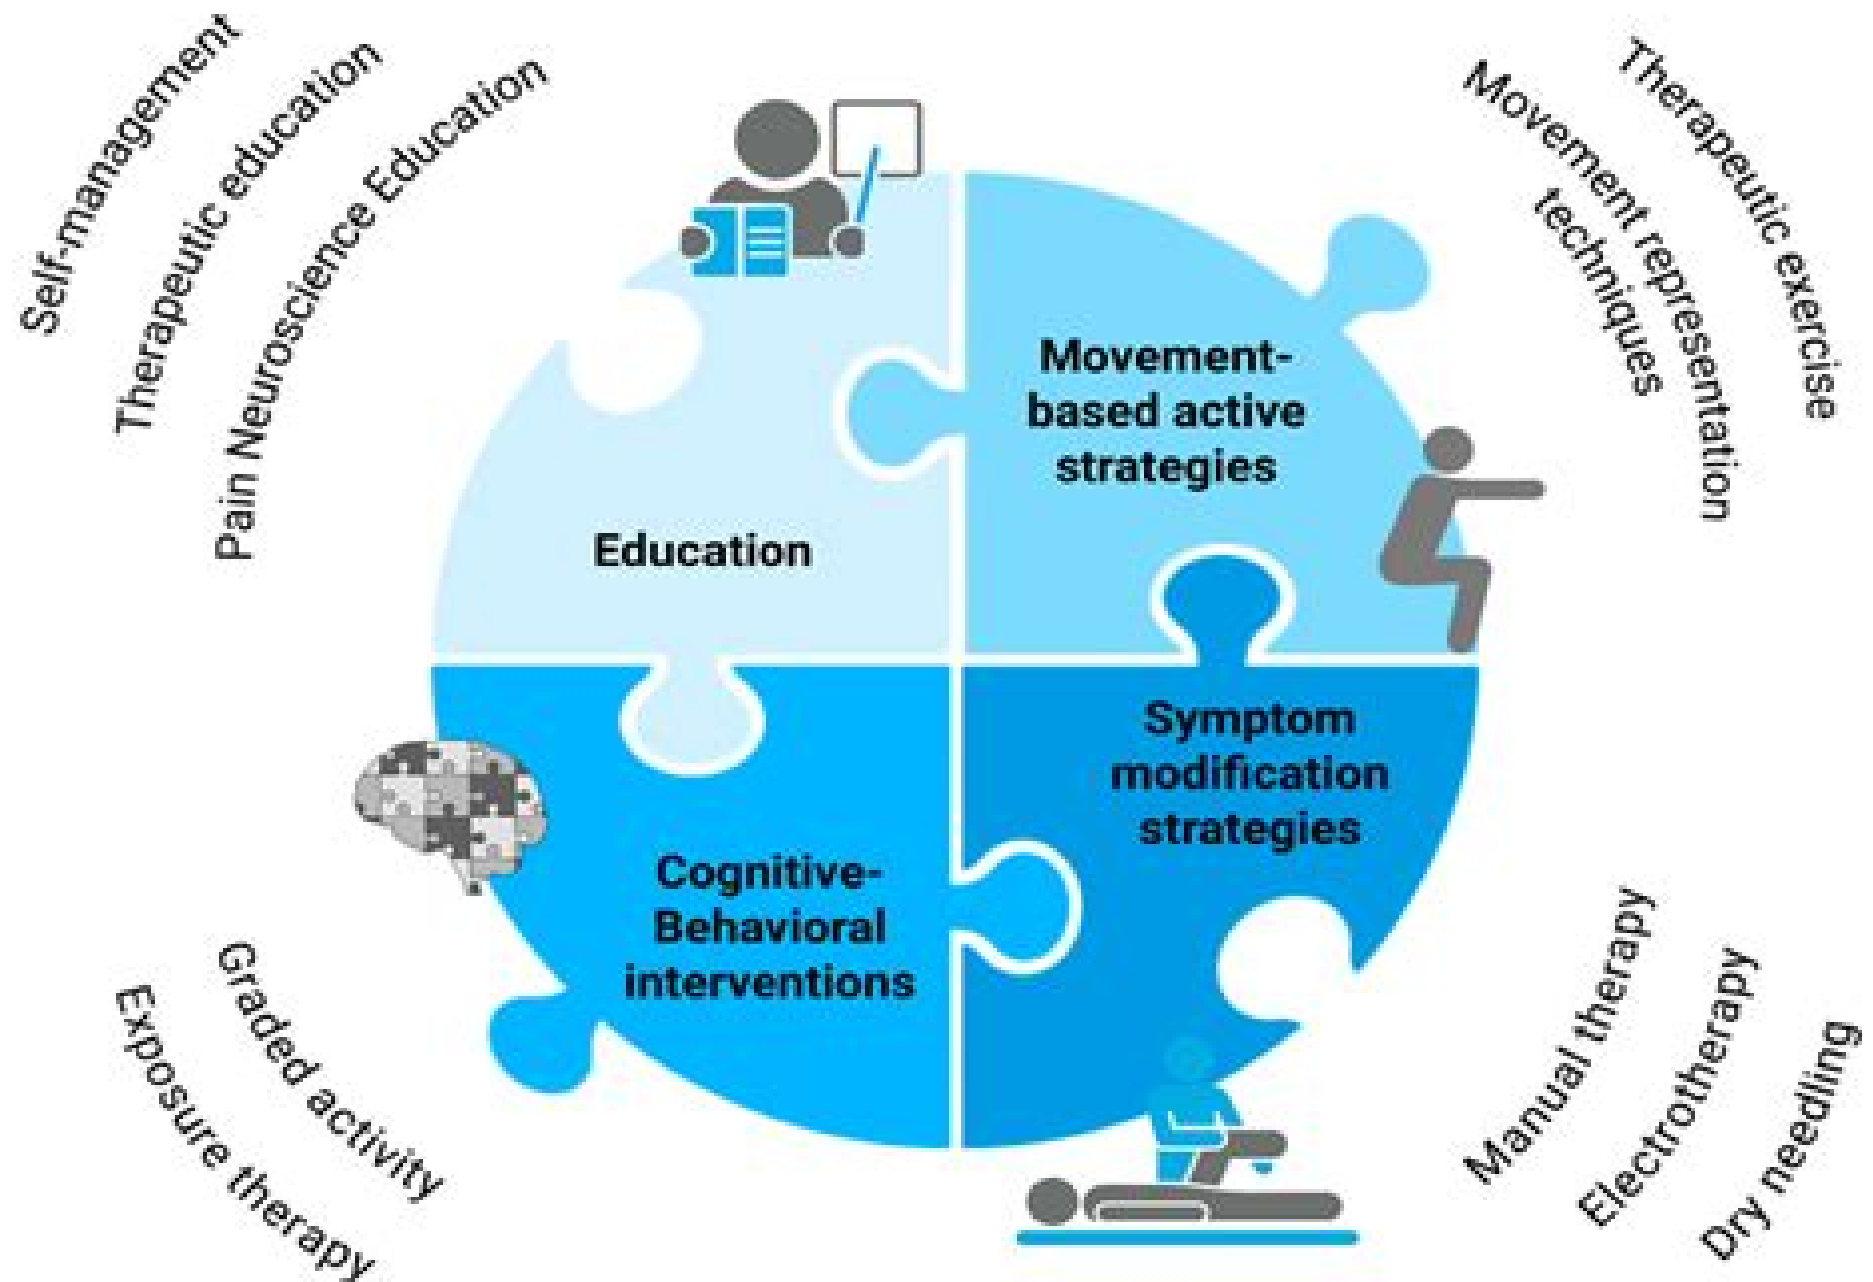 Self-management
Therapeutic education
Pain Neuroscience Education
Therapeutic exercise
Movement representation
techniques
Movement-
based active
strategies
Education
Symptom
modification
strategies
Cognitive-
Behavioral
interventions
Graded activity
Exposure therapy
Manual therapy
Electrotherapy
Dry needling